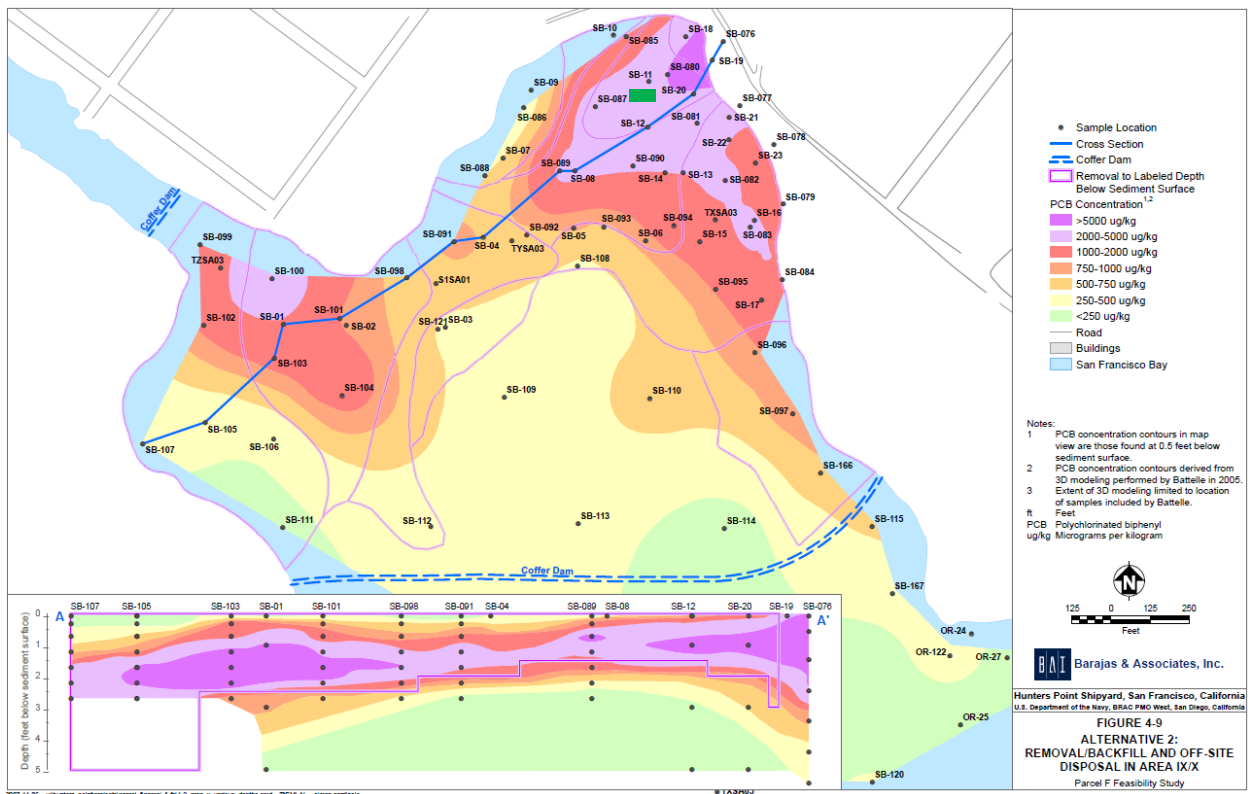 SB-10
SB-18
SB-076
SB-085
SB-19
SB-080
SB-11
SB-09
SB-20
SB-087
SB-077
SB-086
SB-081
SB-21
SB-12
SB-078
SB-22
SB-07
SB-23
SB-088
SB-089
SB-090
SB-08
SB-14
SB-13
SB-082
SB-079
Coffer Dam
SB-093
SB-094
TXSA03
SB-16
SB-099
SB-091
SB-092
SB-05
SB-083
SB-04
SB-06
SB-15
TYSA03
TZSA03
SB-100
SB-098
SB-108
SB-084
S1SA01
SB-095
SB-17
SB-102
SB-01
SB-101
SB-02
SB-121
SB-03
SB-096
SB-103
SB-104
SB-109
SB-110
SB-097
SB-105
SB-107
SB-106
SB-166
SB-111
SB-112
SB-113
SB-114
SB-115
Coffer Dam
SB-167
OR-24
OR-122
OR-27
OR-25
SB-120
TXSA05
Sample Location
Cross Section
Coffer Dam
Removal to Labeled Depth
Below Sediment Surface
PCB Concentration1,2
>5000 ug/kg
2000-5000 ug/kg
1000-2000 ug/kg
750-1000 ug/kg
500-750 ug/kg
250-500 ug/kg
<250 ug/kg
Road
Buildings
San Francisco Bay
Notes:
1 PCB concentration contours in map
view are those found at 0.5 feet below
sediment surface.
2 PCB concentration contours derived from
3D modeling performed by Battelle in 2005.
3 Extent of 3D modeling limited to location
of samples included by Battelle.
ft Feet
PCB Polychlorinated biphenyl
ug/kg Micrograms per kilogram
N
125 0 125 250
Feet
BAI Barajas & Associates, Inc.
Hunters Point Shipyard, San Francisco, California
U.S. Department of the Navy, BRAC PMO West, San Diego, California
FIGURE 4-9
ALTERNATIVE 2:
REMOVAL/BACKFILL AND OFF-SITE
DISPOSAL IN AREA IX/X
Parcel F Feasibility Study
SB-107 SB-105 SB-103 SB-01 SB-101 SB-098 SB-091 SB-04 SB-089 SB-08 SB-12 SB-20 SB-19 SB-076
A A'
Depth (feet below sediment surface)
0
1
2
3
4
5